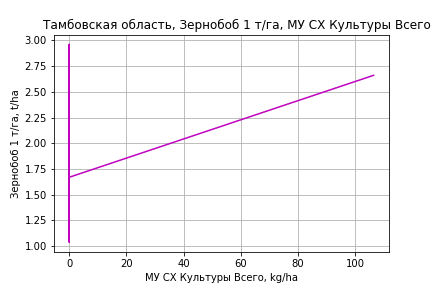 Тамбовская область, Зернобоб 1 т/га, МУ СХ Культуры Всего
3.00
2.75
2.50
2.25
2.00
1.75
1.50
1.25
1.00
Зернобоб 1 т/га, t/ha
0 20 40 60 80 100
МУ СХ Культуры Всего, kg/ha